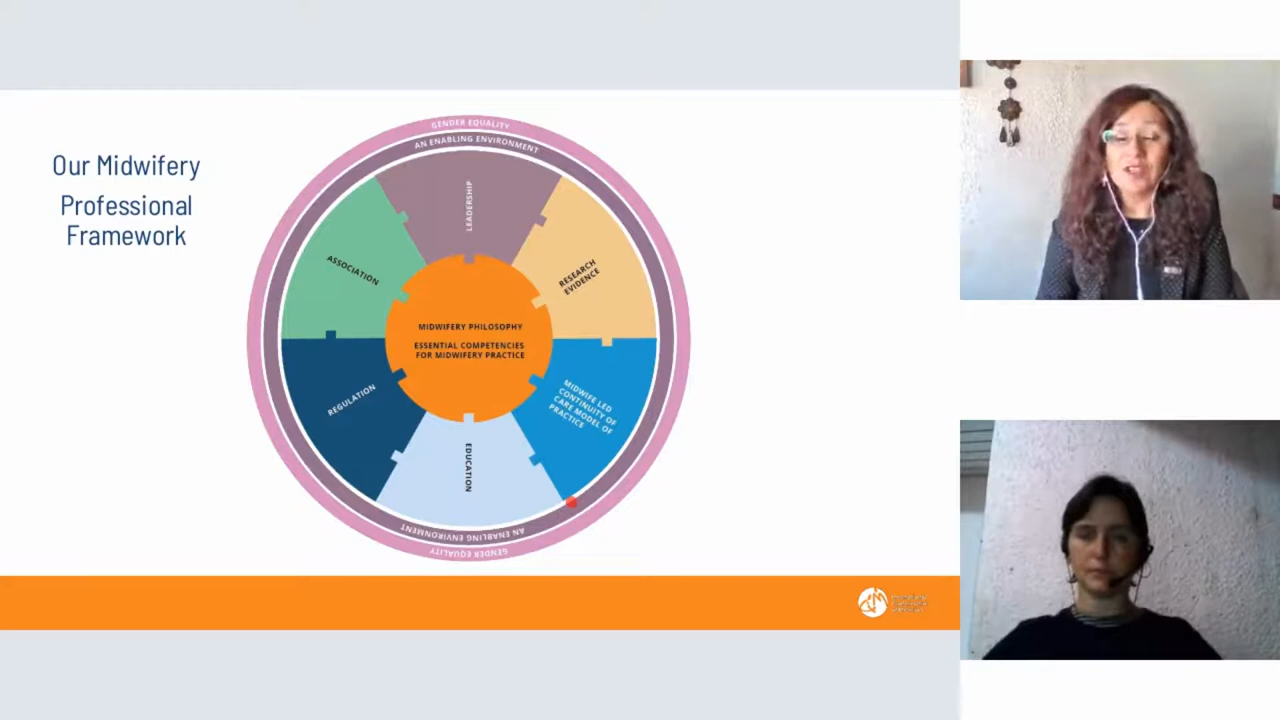 Our Midwifery
Professional
Framework
GENDER EQUALITY
AN ENABLING ENVIRONMENT
LEADERSHIP
RESEARCH
EVIDENCE
ASSOCIATION
MIDWIFERY PHILOSOPHY
ESSENTIAL COMPETENCIES
FOR MIDWIFERY PRACTICE
REGULATION
MIDWIFE LED
CONTINUITY OF
CARE MODEL OF
PRACTICE
EDUCATION
AN ENABLING ENVIRONMENT
GENDER EQUALITY